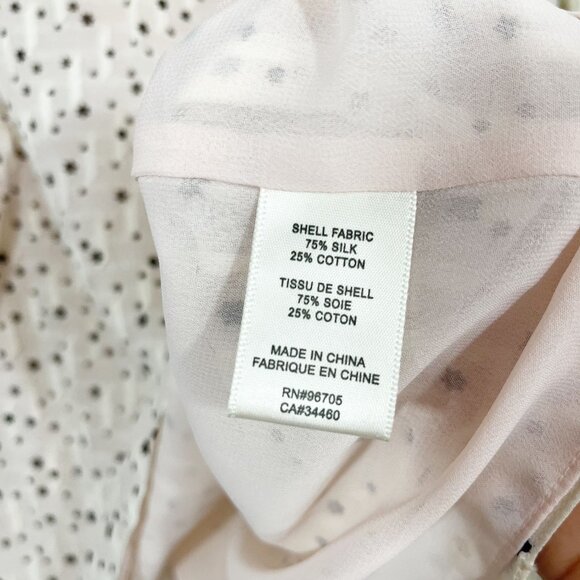 SHELL FABRIC
75% SILK
25% COTTON
TISSU DE SHELL
75% SOIE
25% COTON
MADE IN CHINA
FABRIQUE EN CHINE
RN#96705
CA#34460